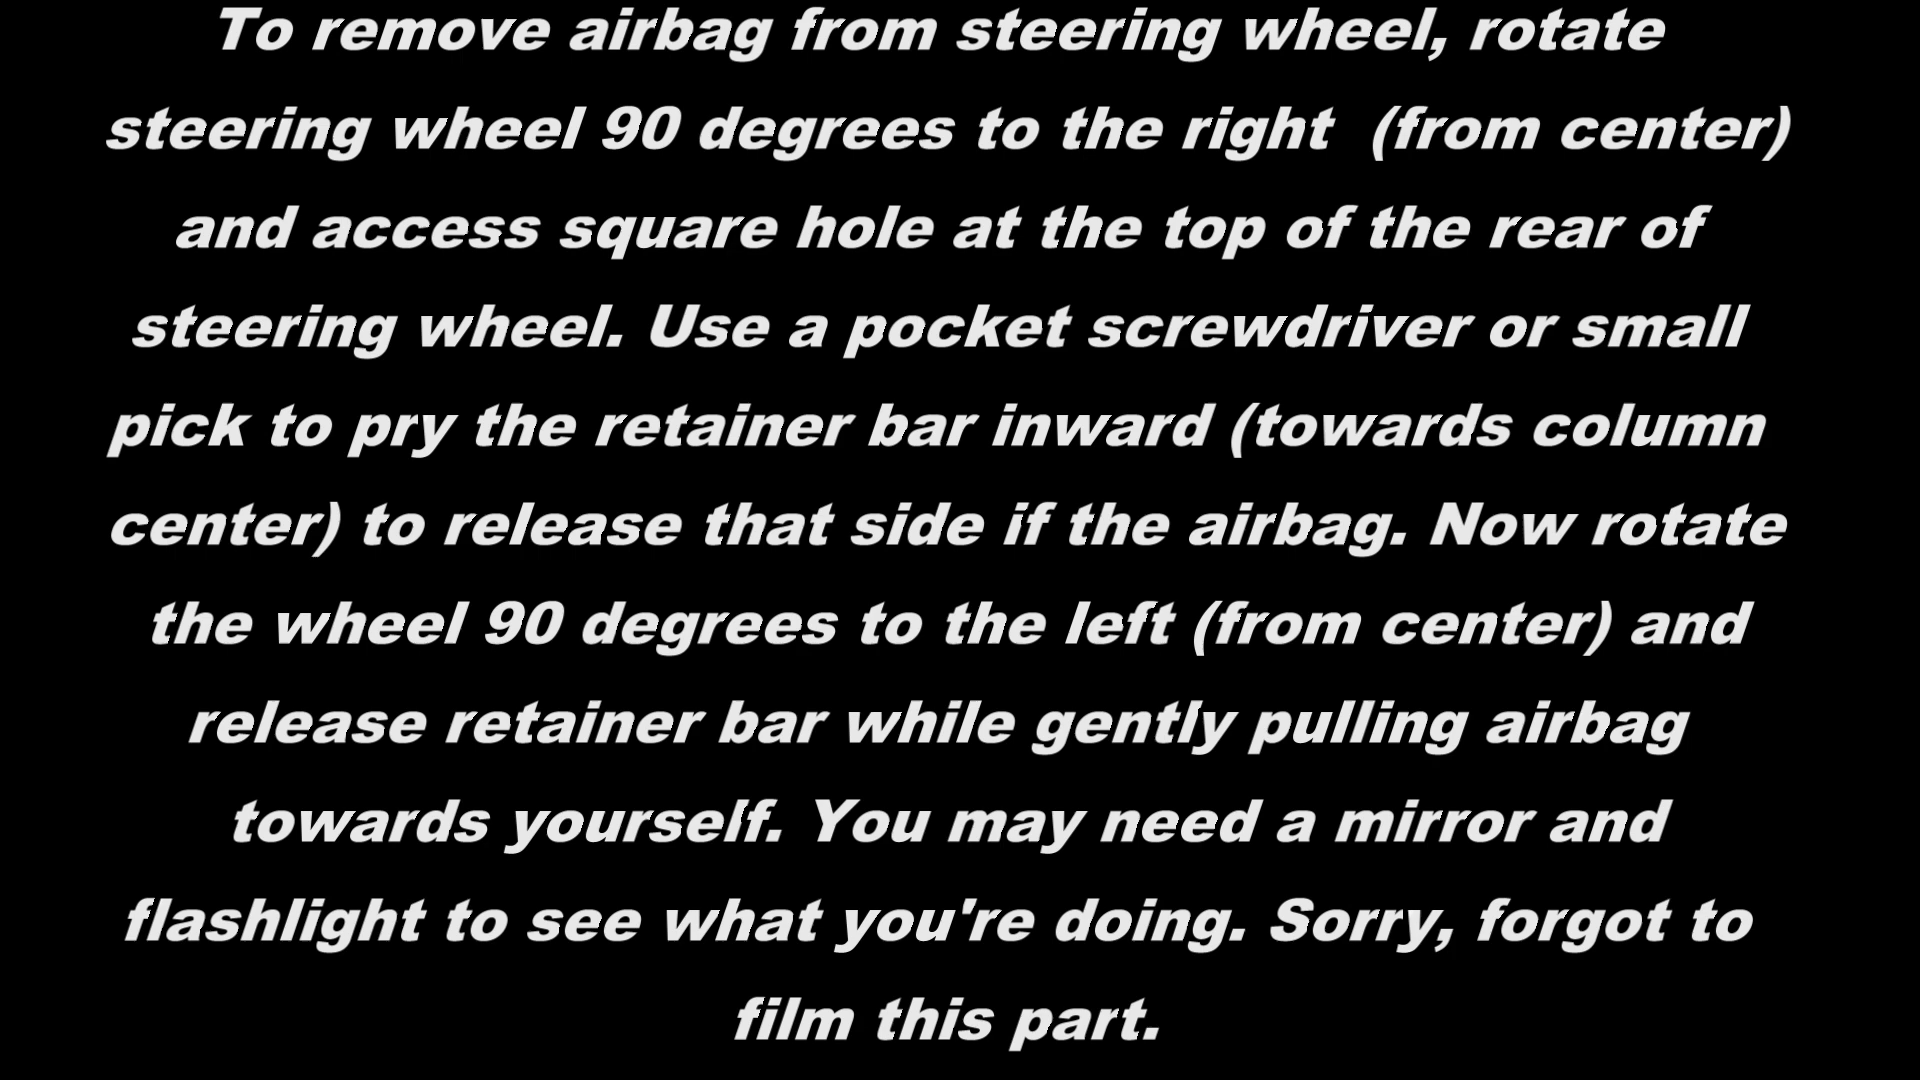 To remove airbag from steering wheel, rotate
steering wheel 90 degrees to the right  (from center)
and access square hole at the top of the rear of
steering wheel. Use a pocket screwdriver or small
pick to pry the retainer bar inward (towards column
center) to release that side if the airbag. Now rotate
the wheel 90 degrees to the left (from center) and
release retainer bar while gently pulling airbag
towards yourself. You may need a mirror and
flashlight to see what you're doing. Sorry, forgot to
film this part.